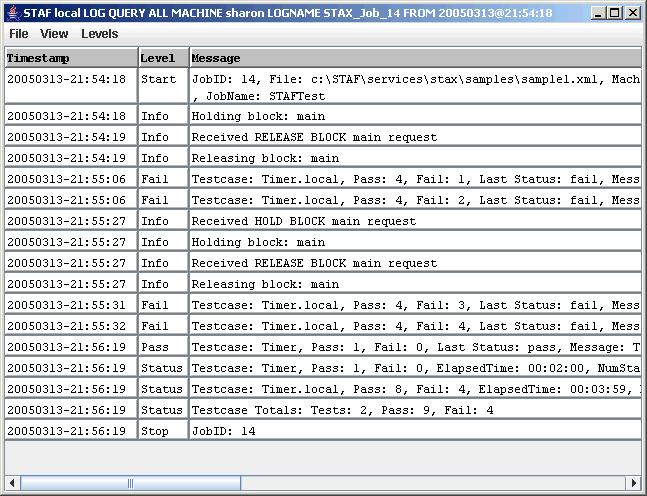 STAF local LOG QUERY ALL MACHINE sharon LOGNAME STAX_Job_14 FROM 20050313@21:54:18
File View Levels
Timestamp Level Message
20050313-21:54:18 Start JobID: 14, File: c:\STAF\services\stax\samples\sample1.xml, Mach
, JobName: STAFTest
20050313-21:54:18 Info Holding block: main
20050313-21:54:19 Info Received RELEASE BLOCK main request
20050313-21:54:19 Info Releasing block: main
20050313-21:55:06 Fail Testcase: Timer.local, Pass: 4, Fail: 1, Last Status: fail, Mess
20050313-21:55:06 Fail Testcase: Timer.local, Pass: 4, Fail: 2, Last Status: fail, Mess
20050313-21:55:27 Info Received HOLD BLOCK main request
20050313-21:55:27 Info Holding block: main
20050313-21:55:27 Info Received RELEASE BLOCK main request
20050313-21:55:27 Info Releasing block: main
20050313-21:55:31 Fail Testcase: Timer.local, Pass: 4, Fail: 3, Last Status: fail, Mess
20050313-21:55:32 Fail Testcase: Timer.local, Pass: 4, Fail: 4, Last Status: fail, Mess
20050313-21:56:19 Pass Testcase: Timer, Pass: 1, Fail: 0, Last Status: pass, Message: T
20050313-21:56:19 Status Testcase: Timer, Pass: 1, Fail: 0, ElapsedTime: 00:02:00, NumSta
20050313-21:56:19 Status Testcase: Timer.local, Pass: 8, Fail: 4, ElapsedTime: 00:03:59,
20050313-21:56:19 Status Testcase Totals: Tests: 2, Pass: 9, Fail: 4
20050313-21:56:19 Stop JobID: 14